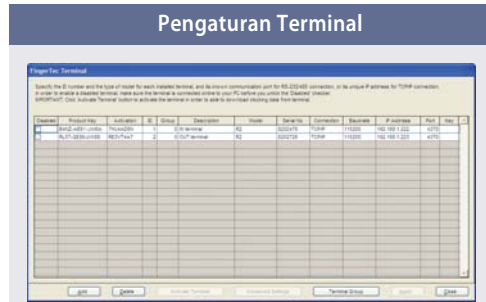 Pengaturan Terminal
FingerTec Terminal
Specify the ID number and the type of model for each installed terminal, and its known communication port for RS-232/485 connection, or its unique IP address for TCP/IP connection.
In order to enable a disabled terminal, make sure the terminal is connected online to your PC before you untick the 'Disabled' checker.
IMPORTANT: Click 'Activate Terminal' button to activate the terminal in order to be able to download clocking data from terminal.
Disabled Product Key Activation ID Group Description Model Serial No Connection Baudrate IP Address Port Key
1 0 IN terminal R2 TCP/IP 115200 192.168.1.222 4370
2 0 OUT terminal R2 TCP/IP 115200 192.168.1.223 4370
Add Delete Activate Terminal Advanced Settings Terminal Group Apply Close